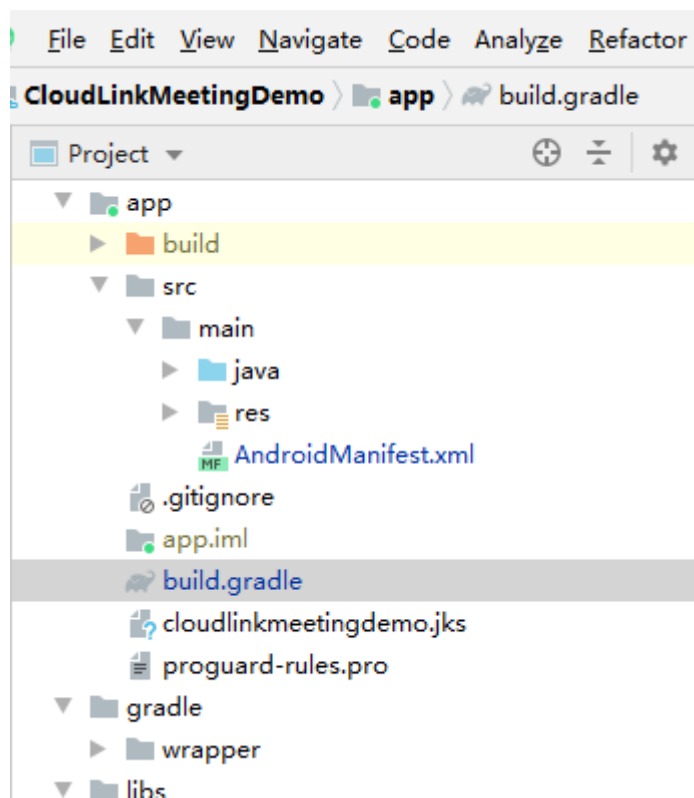 File Edit View Navigate Code Analyze Refactor
CloudLinkMeetingDemo app build.gradle
Project
app
build
src
main
java
res
MF AndroidManifest.xml
.gitignore
app.iml
build.gradle
cloudlinkmeetingdemo.jks
proguard-rules.pro
gradle
wrapper
libs